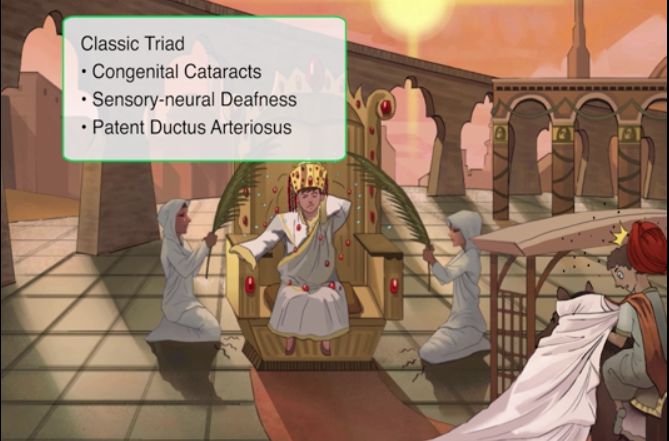 Classic Triad
• Congenital Cataracts
• Sensory-neural Deafness
• Patent Ductus Arteriosus